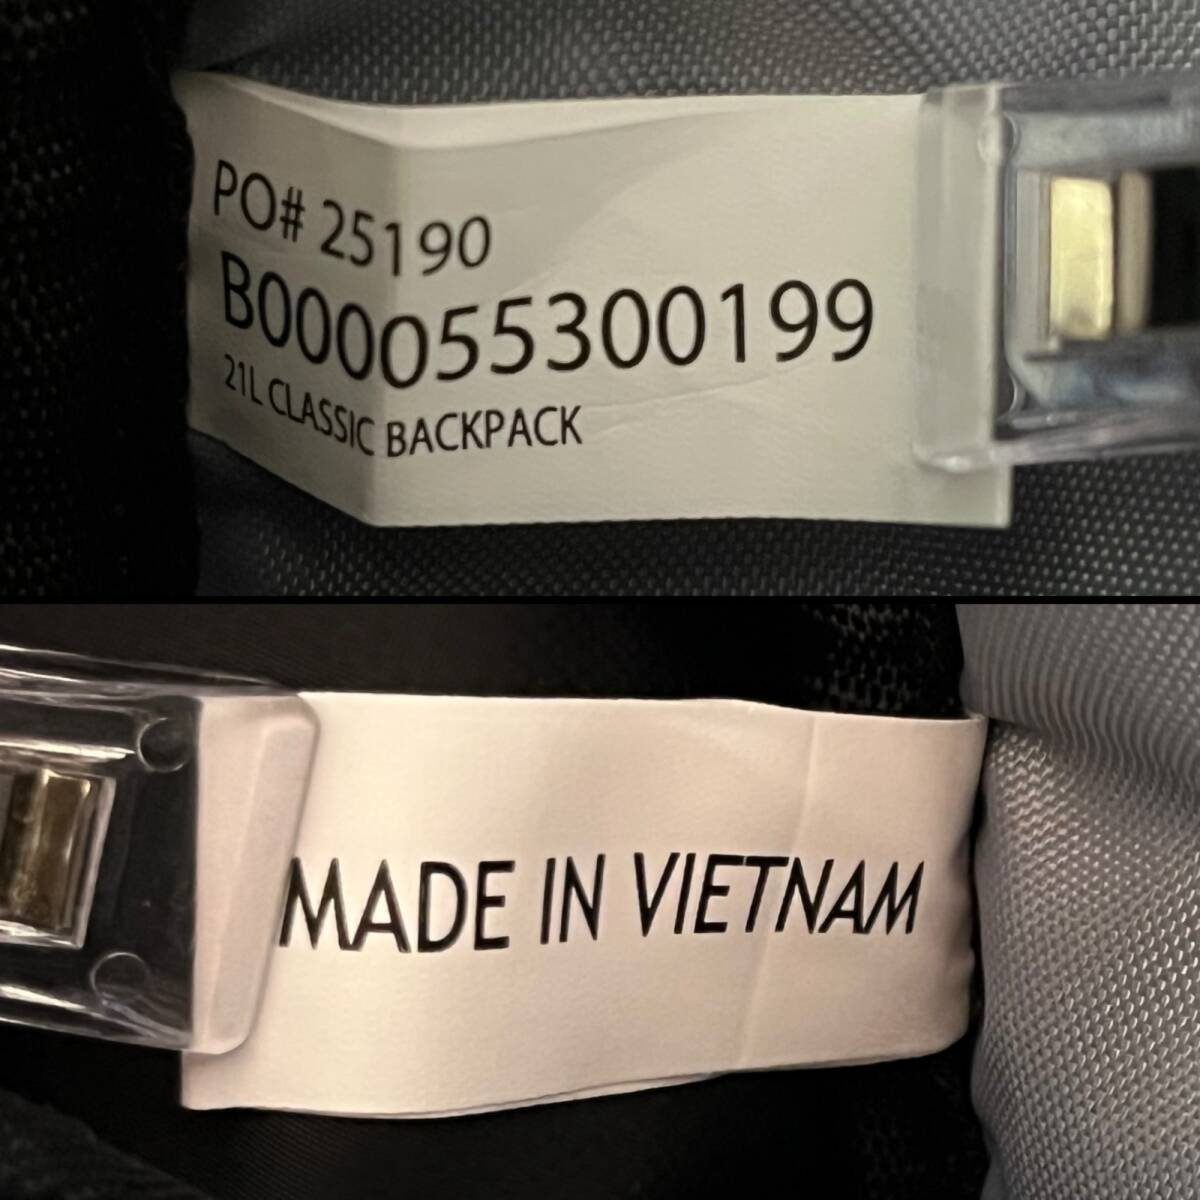 PO# 25190
B000055300199
21L CLASSIC BACKPACK
MADE IN VIETNAM